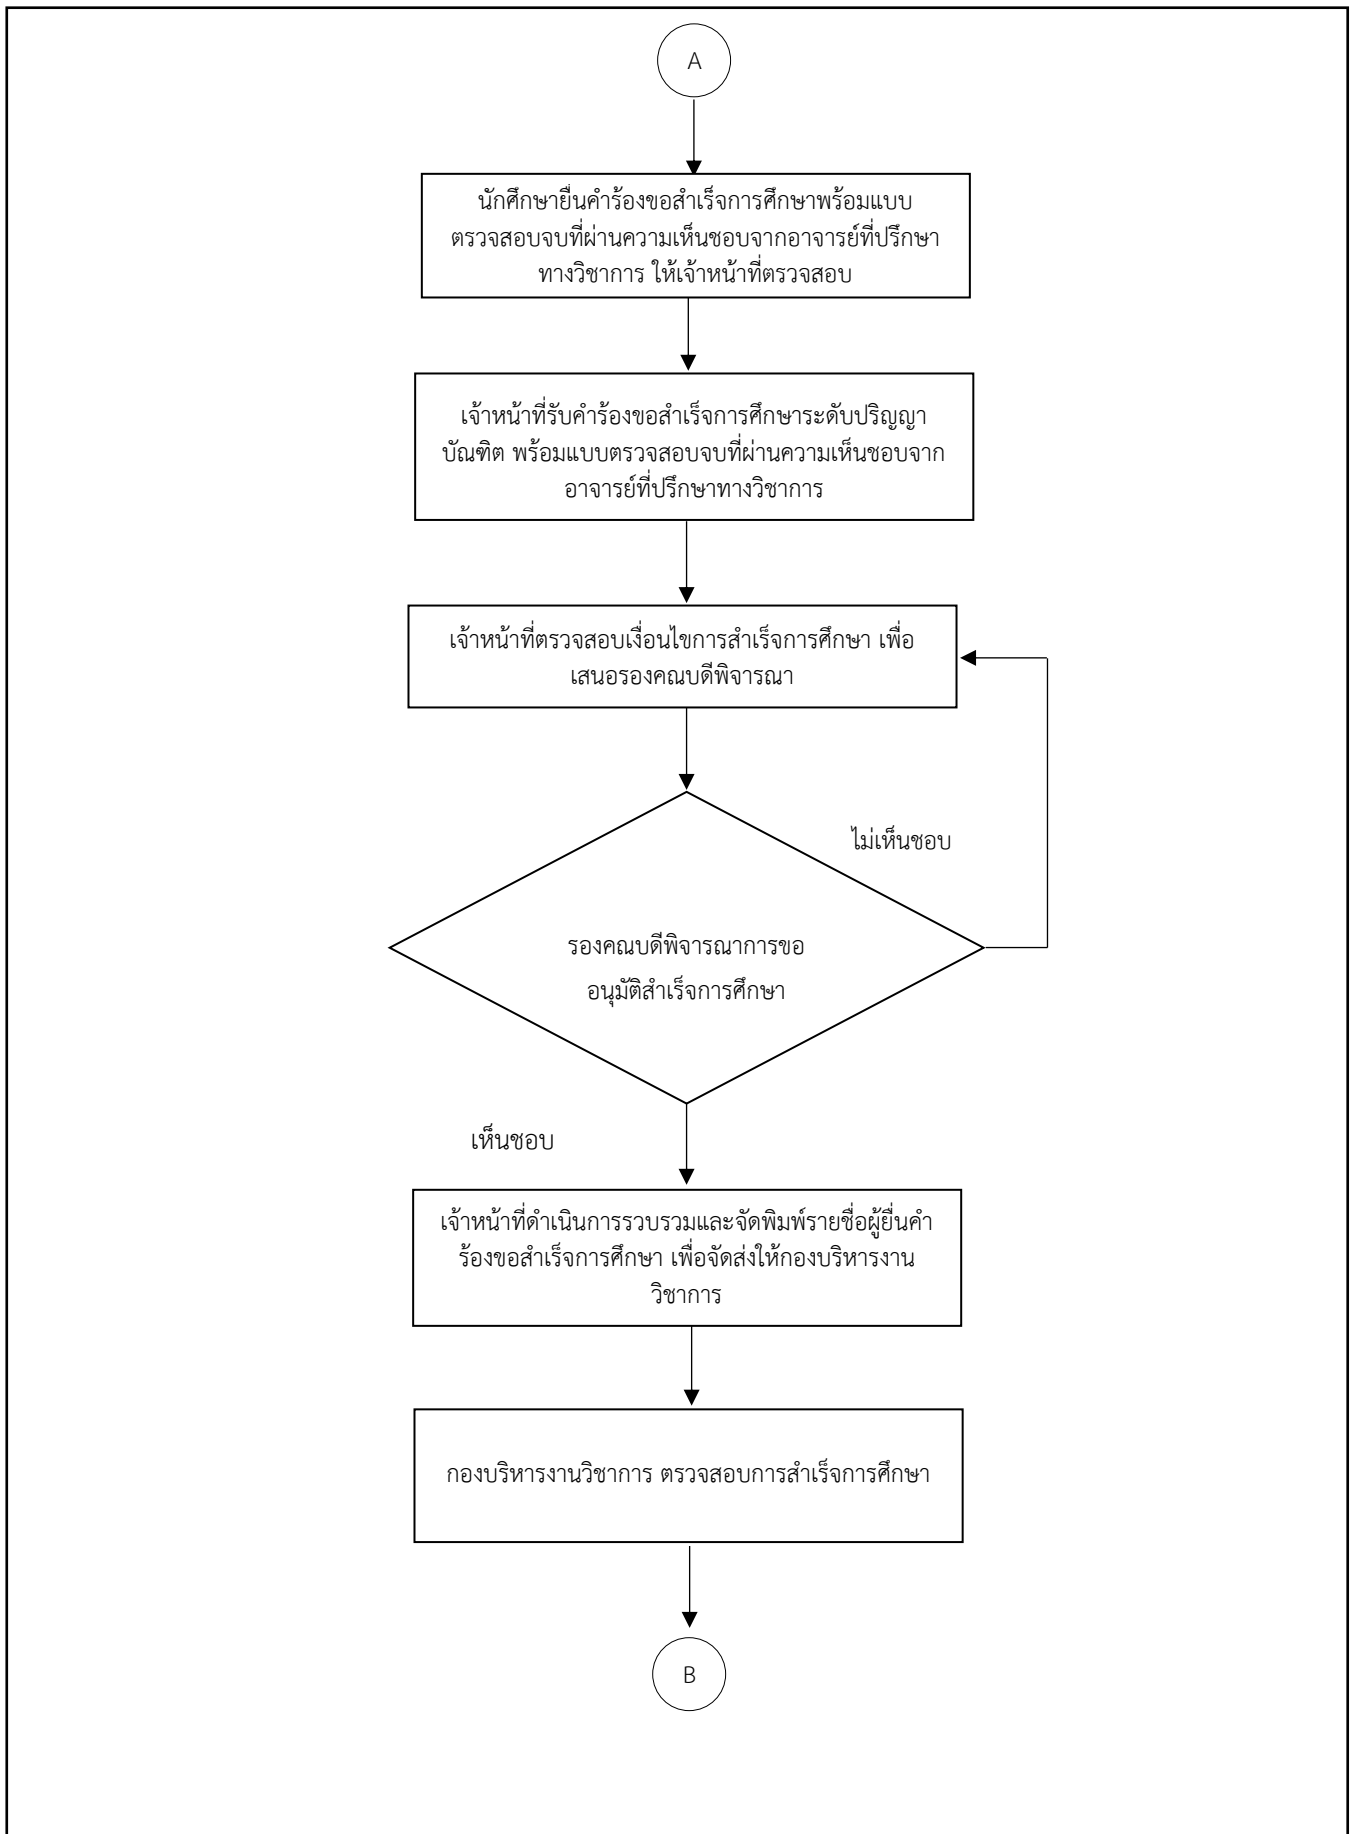 A
นักศึกษายื่นคำร้องขอสำเร็จการศึกษาพร้อมแบบ
ตรวจสอบจบที่ผ่านความเห็นชอบจากอาจารย์ที่ปรึกษา
ทางวิชาการ ให้เจ้าหน้าที่ตรวจสอบ
เจ้าหน้าที่รับคำร้องขอสำเร็จการศึกษาระดับปริญญา
บัณฑิต พร้อมแบบตรวจสอบจบที่ผ่านความเห็นชอบจาก
อาจารย์ที่ปรึกษาทางวิชาการ
เจ้าหน้าที่ตรวจสอบเงื่อนไขการสำเร็จการศึกษา เพื่อ
เสนอรองคณบดีพิจารณา
ไม่เห็นชอบ
รองคณบดีพิจารณาการขอ
อนุมัติสำเร็จการศึกษา
เห็นชอบ
เจ้าหน้าที่ดำเนินการรวบรวมและจัดพิมพ์รายชื่อผู้ยื่นคำ
ร้องขอสำเร็จการศึกษา เพื่อจัดส่งให้กองบริหารงาน
วิชาการ
กองบริหารงานวิชาการ ตรวจสอบการสำเร็จการศึกษา
B